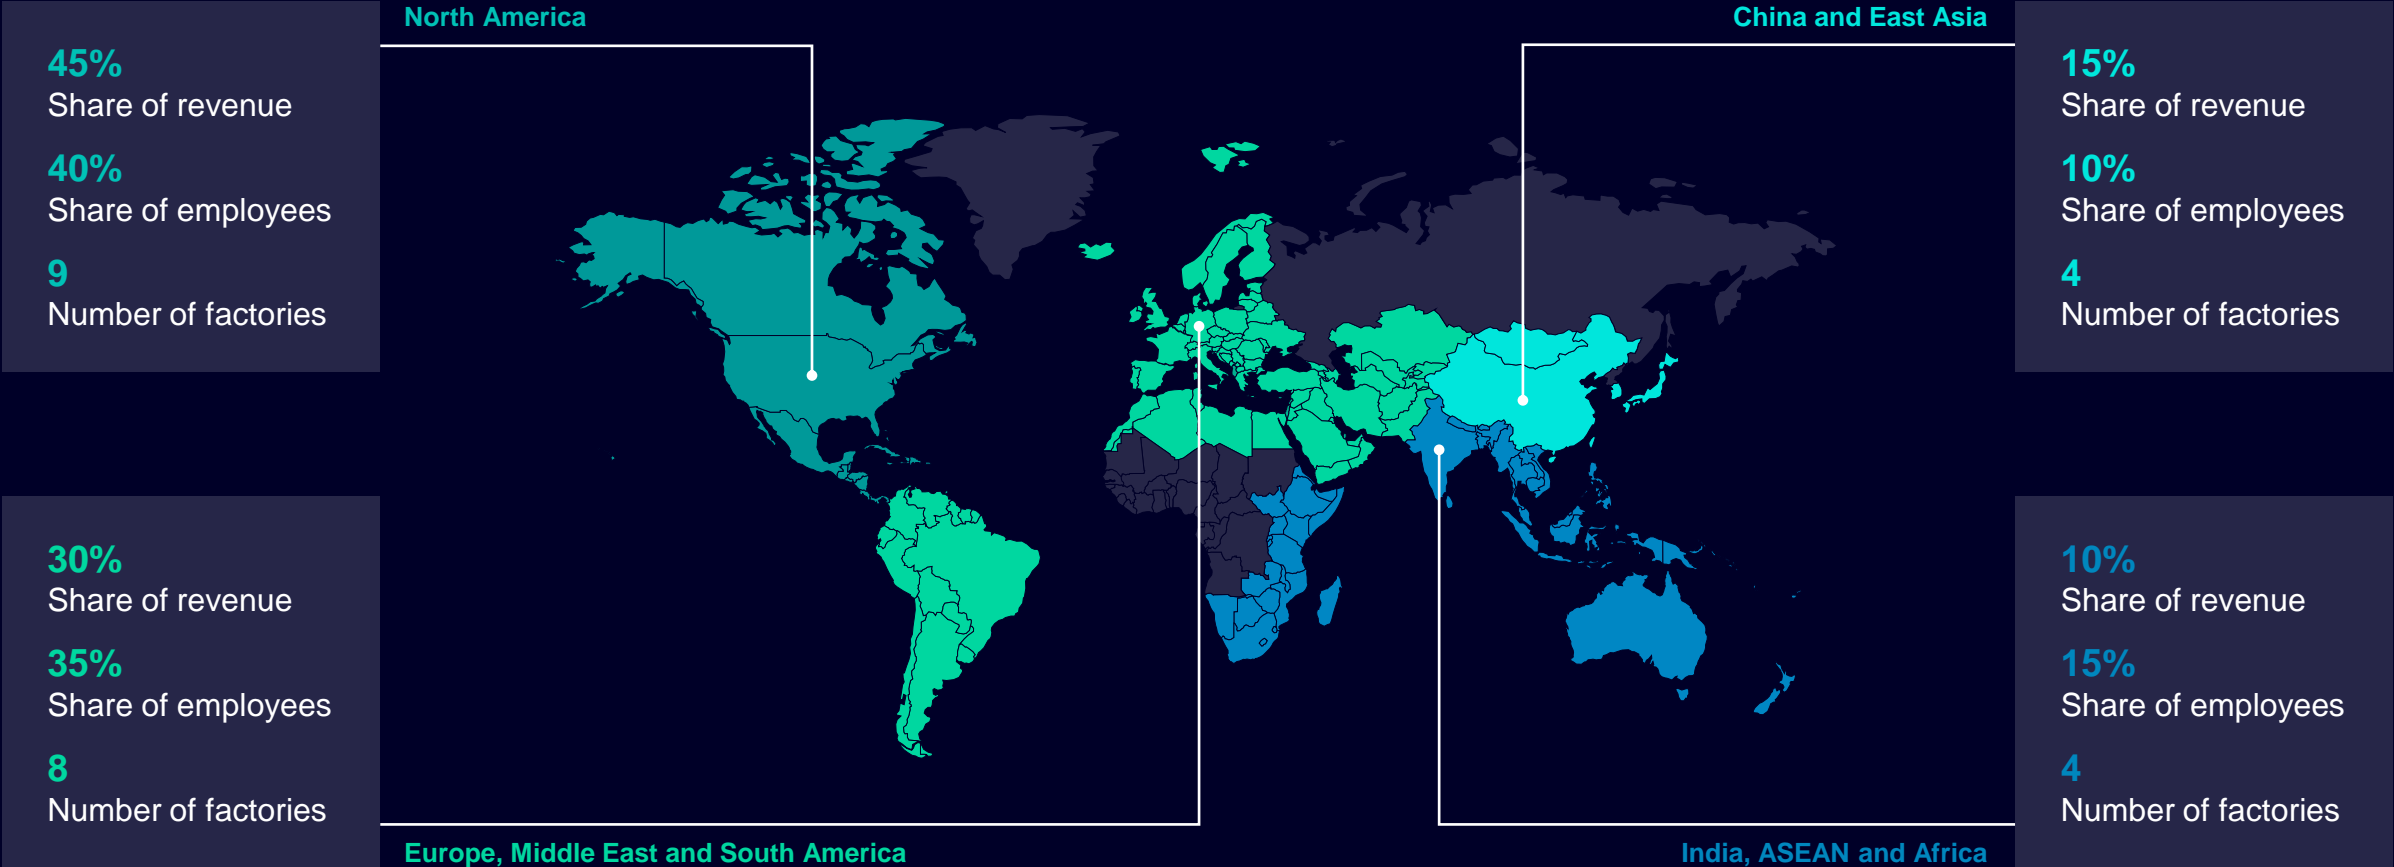 North America
45%
Share of revenue
40%
Share of employees
9
Number of factories
China and East Asia
15%
Share of revenue
10%
Share of employees
4
Number of factories
30%
Share of revenue
35%
Share of employees
8
Number of factories
Europe, Middle East and South America
10%
Share of revenue
15%
Share of employees
4
Number of factories
India, ASEAN and Africa